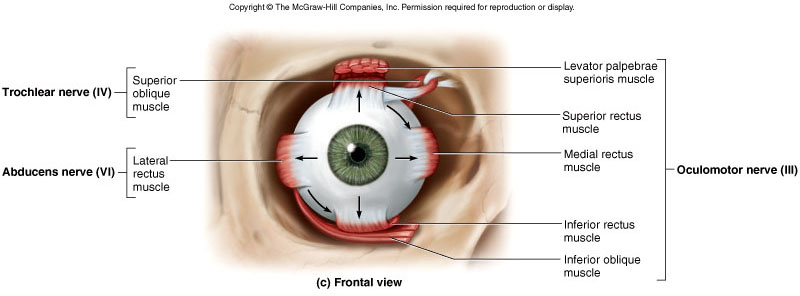 Copyright © The McGraw-Hill Companies, Inc. Permission required for reproduction or display.
Trochlear nerve (IV)
Superior
oblique
muscle
Abducens nerve (VI)
Lateral
rectus
muscle
Levator palpebrae
superioris muscle
Superior rectus
muscle
Medial rectus
muscle
Inferior rectus
muscle
Inferior oblique
muscle
Oculomotor nerve (III)
(c) Frontal view